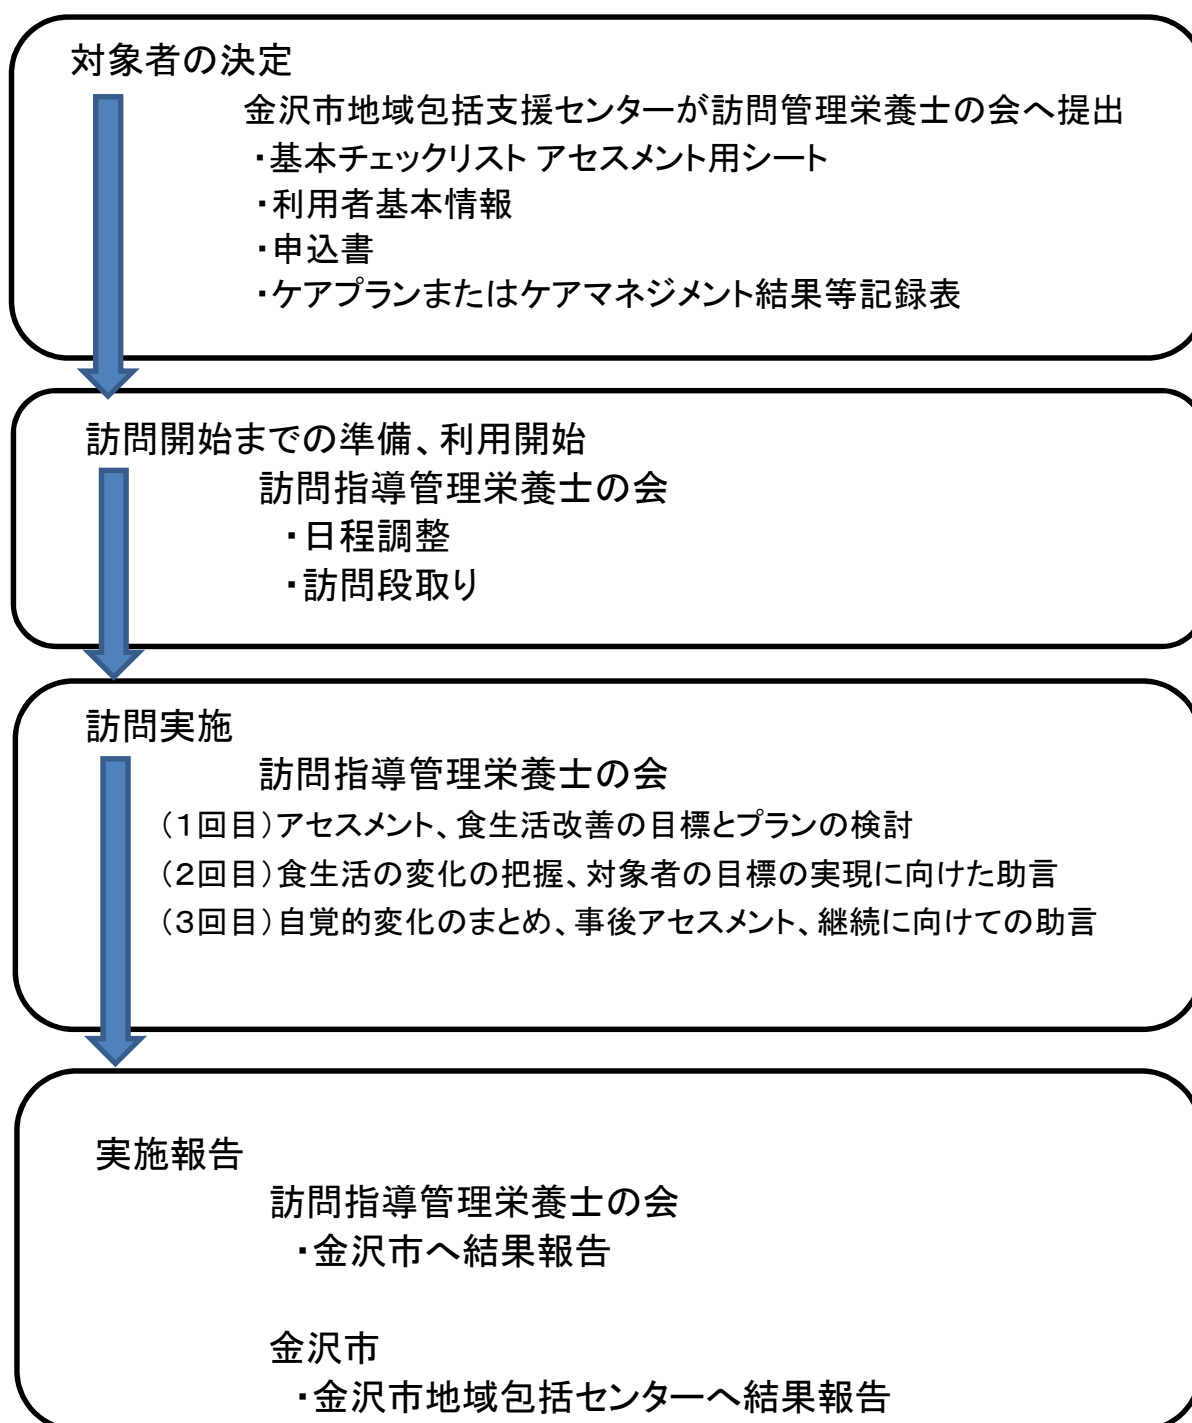 対象者の決定
金沢市地域包括支援センターが訪問管理栄養士の会へ提出
・基本チェックリスト アセスメント用シート
・利用者基本情報
・申込書
・ケアプランまたはケアマネジメント結果等記録表
訪問開始までの準備、利用開始
訪問指導管理栄養士の会
・日程調整
・訪問段取り
訪問実施
訪問指導管理栄養士の会
（１回目）アセスメント、食生活改善の目標とプランの検討
（２回目）食生活の変化の把握、対象者の目標の実現に向けた助言
（３回目）自覚的変化のまとめ、事後アセスメント、継続に向けての助言
実施報告
訪問指導管理栄養士の会
・金沢市へ結果報告
金沢市
・金沢市地域包括センターへ結果報告